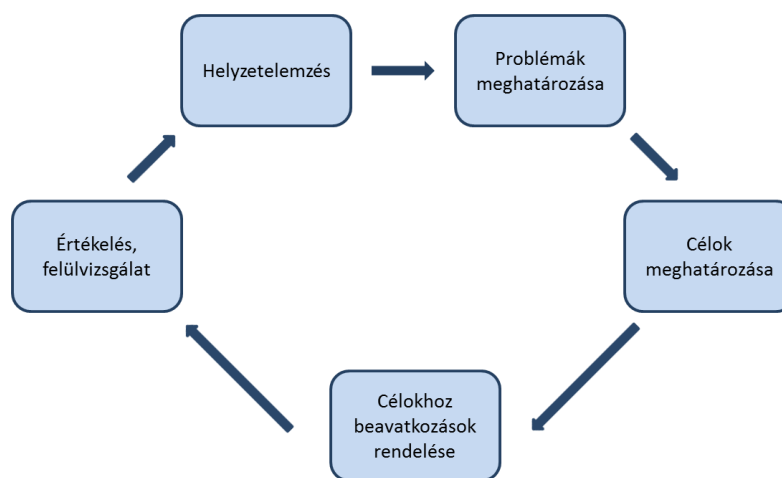 Helyzetelemzés
Problémák
meghatározása
Célok
meghatározása
Célokhoz
beavatkozások
rendelése
Értékelés,
felülvizsgálat